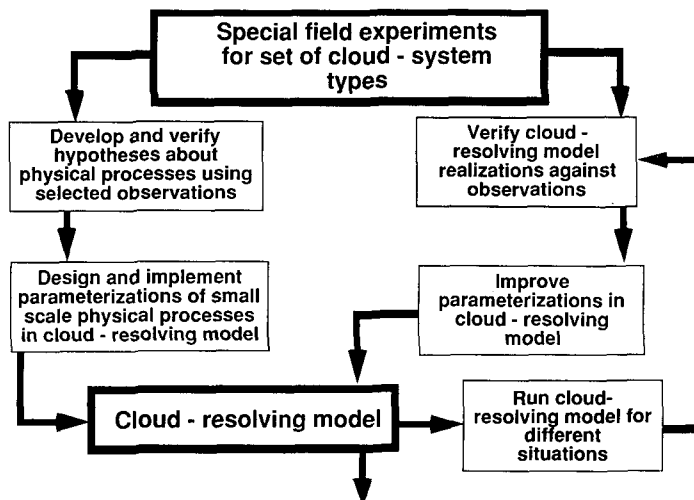 Special field experiments
for set of cloud - system
types
Develop and verify
hypotheses about
physical processes using
selected observations
Verify cloud -
resolving model
realizations against
observations
Design and implement
parameterizations of small
scale physical processes
in cloud - resolving model
Improve
parameterizations in
cloud - resolving
model
Cloud - resolving model
Run cloud-
resolving model for
different
situations